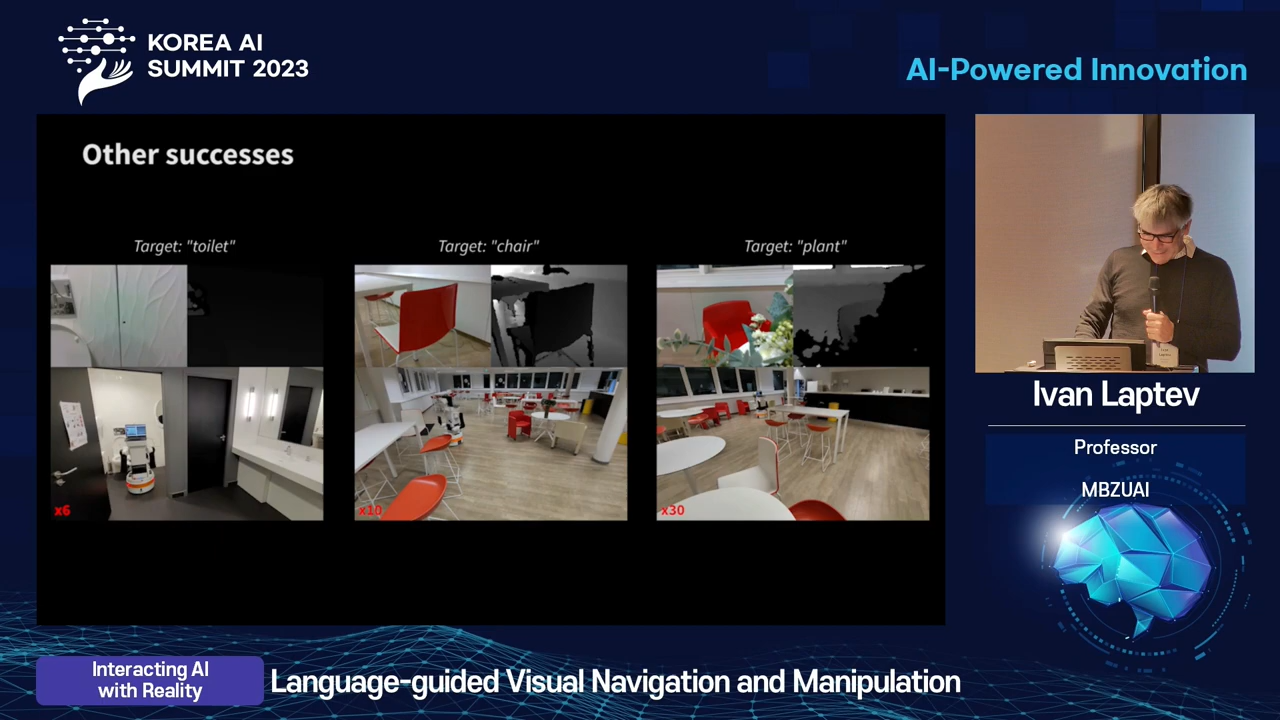 KOREA AI
SUMMIT 2023
AI-Powered Innovation
Other successes
Target: "toilet"
Target: "chair"
Target: "plant"
x6
x10
x30
Ivan Laptev
Professor
MBZUAI
Interacting AI
with Reality
Language-guided Visual Navigation and Manipulation